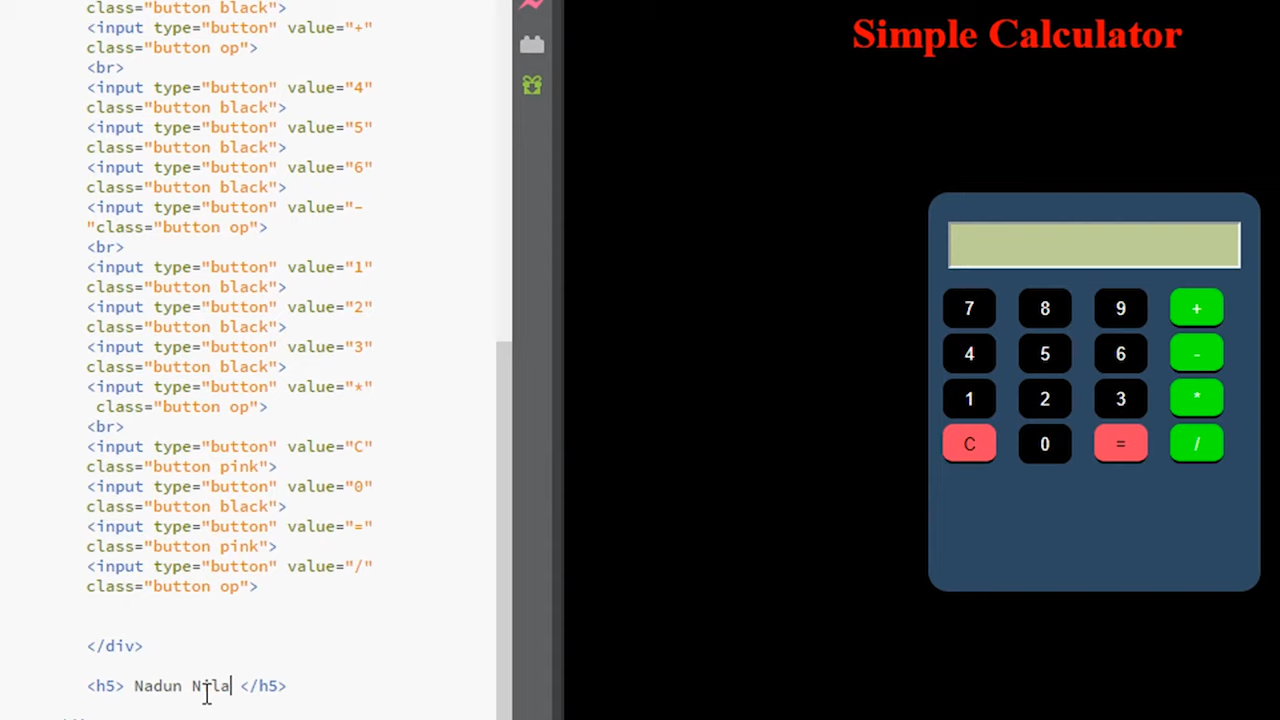 class="button black">
<input type="button" value="+"
class="button op">
<br>
<input type="button" value="4"
class="button black">
<input type="button" value="5"
class="button black">
<input type="button" value="6"
class="button black">
<input type="button" value="-
"class="button op">
<br>
<input type="button" value="1"
class="button black">
<input type="button" value="2"
class="button black">
<input type="button" value="3"
class="button black">
<input type="button" value="*"
class="button op">
<br>
<input type="button" value="C"
class="button pink">
<input type="button" value="0"
class="button black">
<input type="button" value="="
class="button pink">
<input type="button" value="/"
class="button op">
</div>
<h5> Nadun Nila </h5>
Simple Calculator
7 8 9 +
4 5 6 -
1 2 3 *
C 0 = /